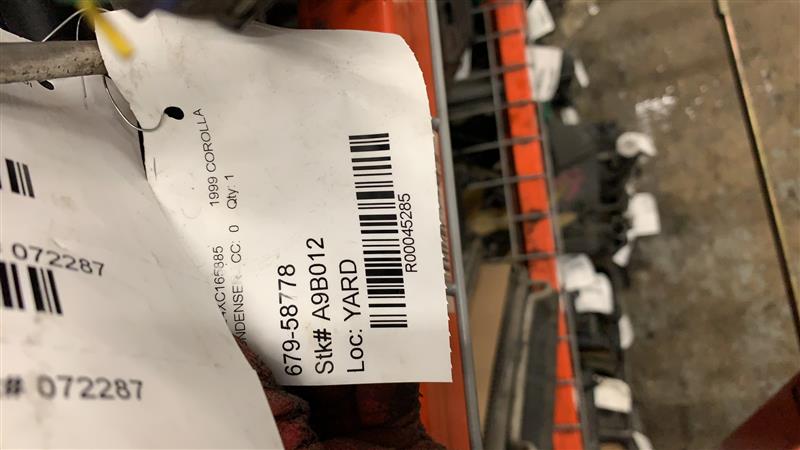 1999 COROLLA
CC: 0 Qty: 1
679-58778
Stk# A9B012
Loc: YARD
R00045285
072287
# 072287